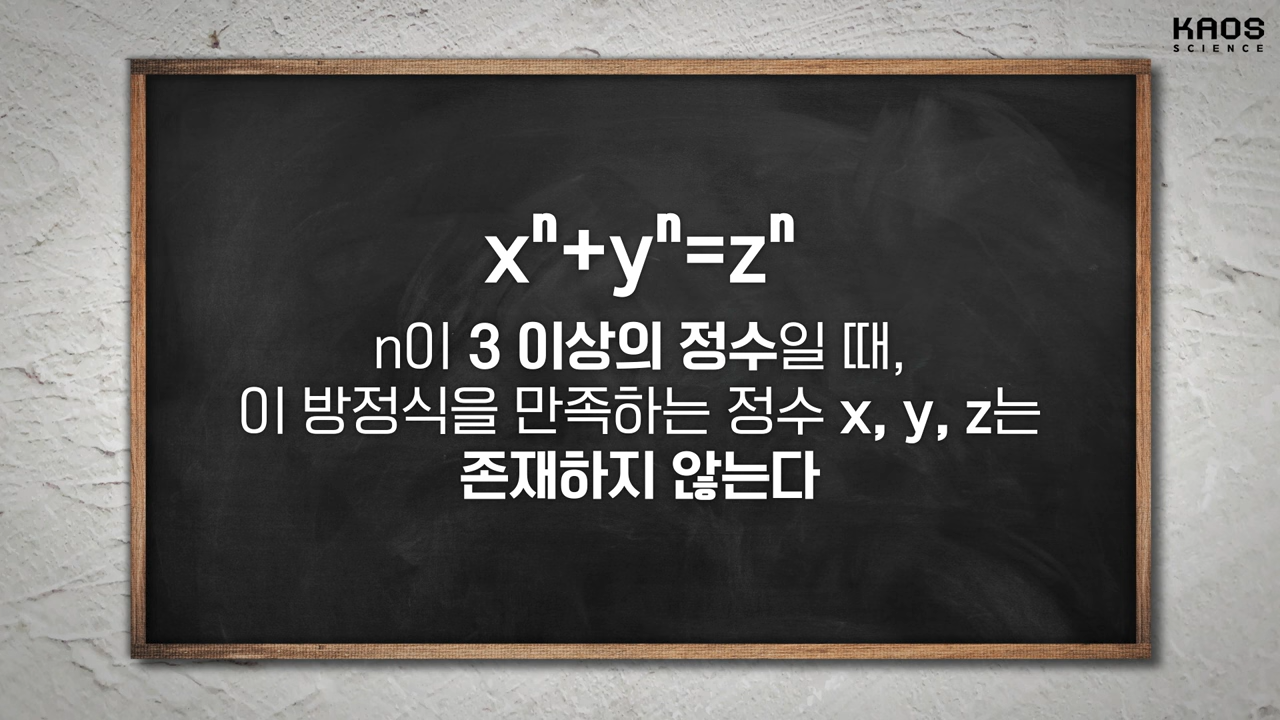 KAOS
SCIENCE
xⁿ+yⁿ=zⁿ
n이 3 이상의 정수일 때,
이 방정식을 만족하는 정수 x, y, z는
존재하지 않는다